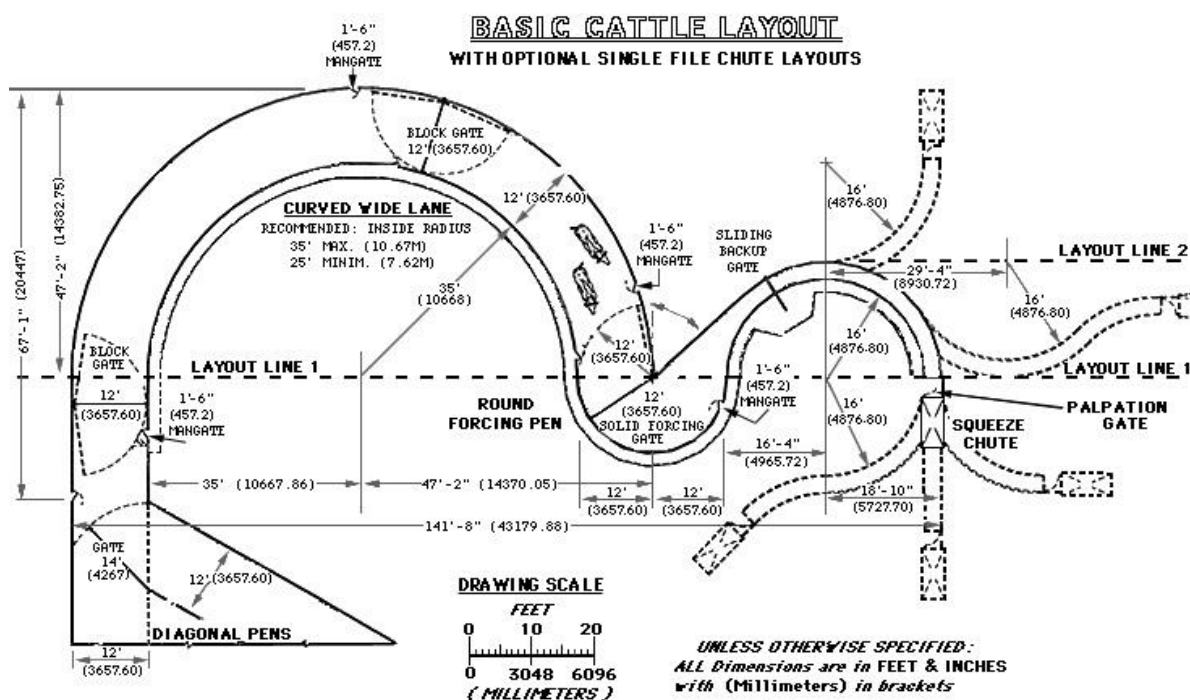 BASIC CATTLE LAYOUT
WITH OPTIONAL SINGLE FILE CHUTE LAYOUTS
1'-6"
(457.2)
MANGATE
BLOCK GATE
12' (3657.60)
12' (3657.60)
CURVED WIDE LANE
RECOMMENDED: INSIDE RADIUS
35' MAX. (10.67M)
25' MINIM. (7.62M)
35'
(10668)
67'-1" (20447)
47'-2" (14382.75)
1'-6"
(457.2)
MANGATE
SLIDING
BACKUP
GATE
16'
(4876.80)
LAYOUT LINE 2
29'-4"
(8930.72)
16'
(4876.80)
16'
(4876.80)
BLOCK
GATE
LAYOUT LINE 1
12'
(3657.60)
LAYOUT LINE 1
12'
(3657.60)
1'-6"
(457.2)
MANGATE
ROUND
FORCING PEN
12'
(3657.60)
SOLID FORCING
GATE
1'-6"
(457.2)
MANGATE
16'
(4876.80)
PALPATION
GATE
SQUEEZE
CHUTE
16'-4"
(4965.72)
35' (10667.86)
47'-2" (14370.05)
12'
(3657.60)
12'
(3657.60)
18'-10"
(5727.70)
141'-8" (43179.88)
GATE
14'
(4267)
12' (3657.60)
DIAGONAL PENS
12'
(3657.60)
DRAWING SCALE
FEET
0 10 20
0 3048 6096
(MILLIMETERS)
UNLESS OTHERWISE SPECIFIED:
ALL Dimensions are in FEET & INCHES
with (Millimeters) in brackets